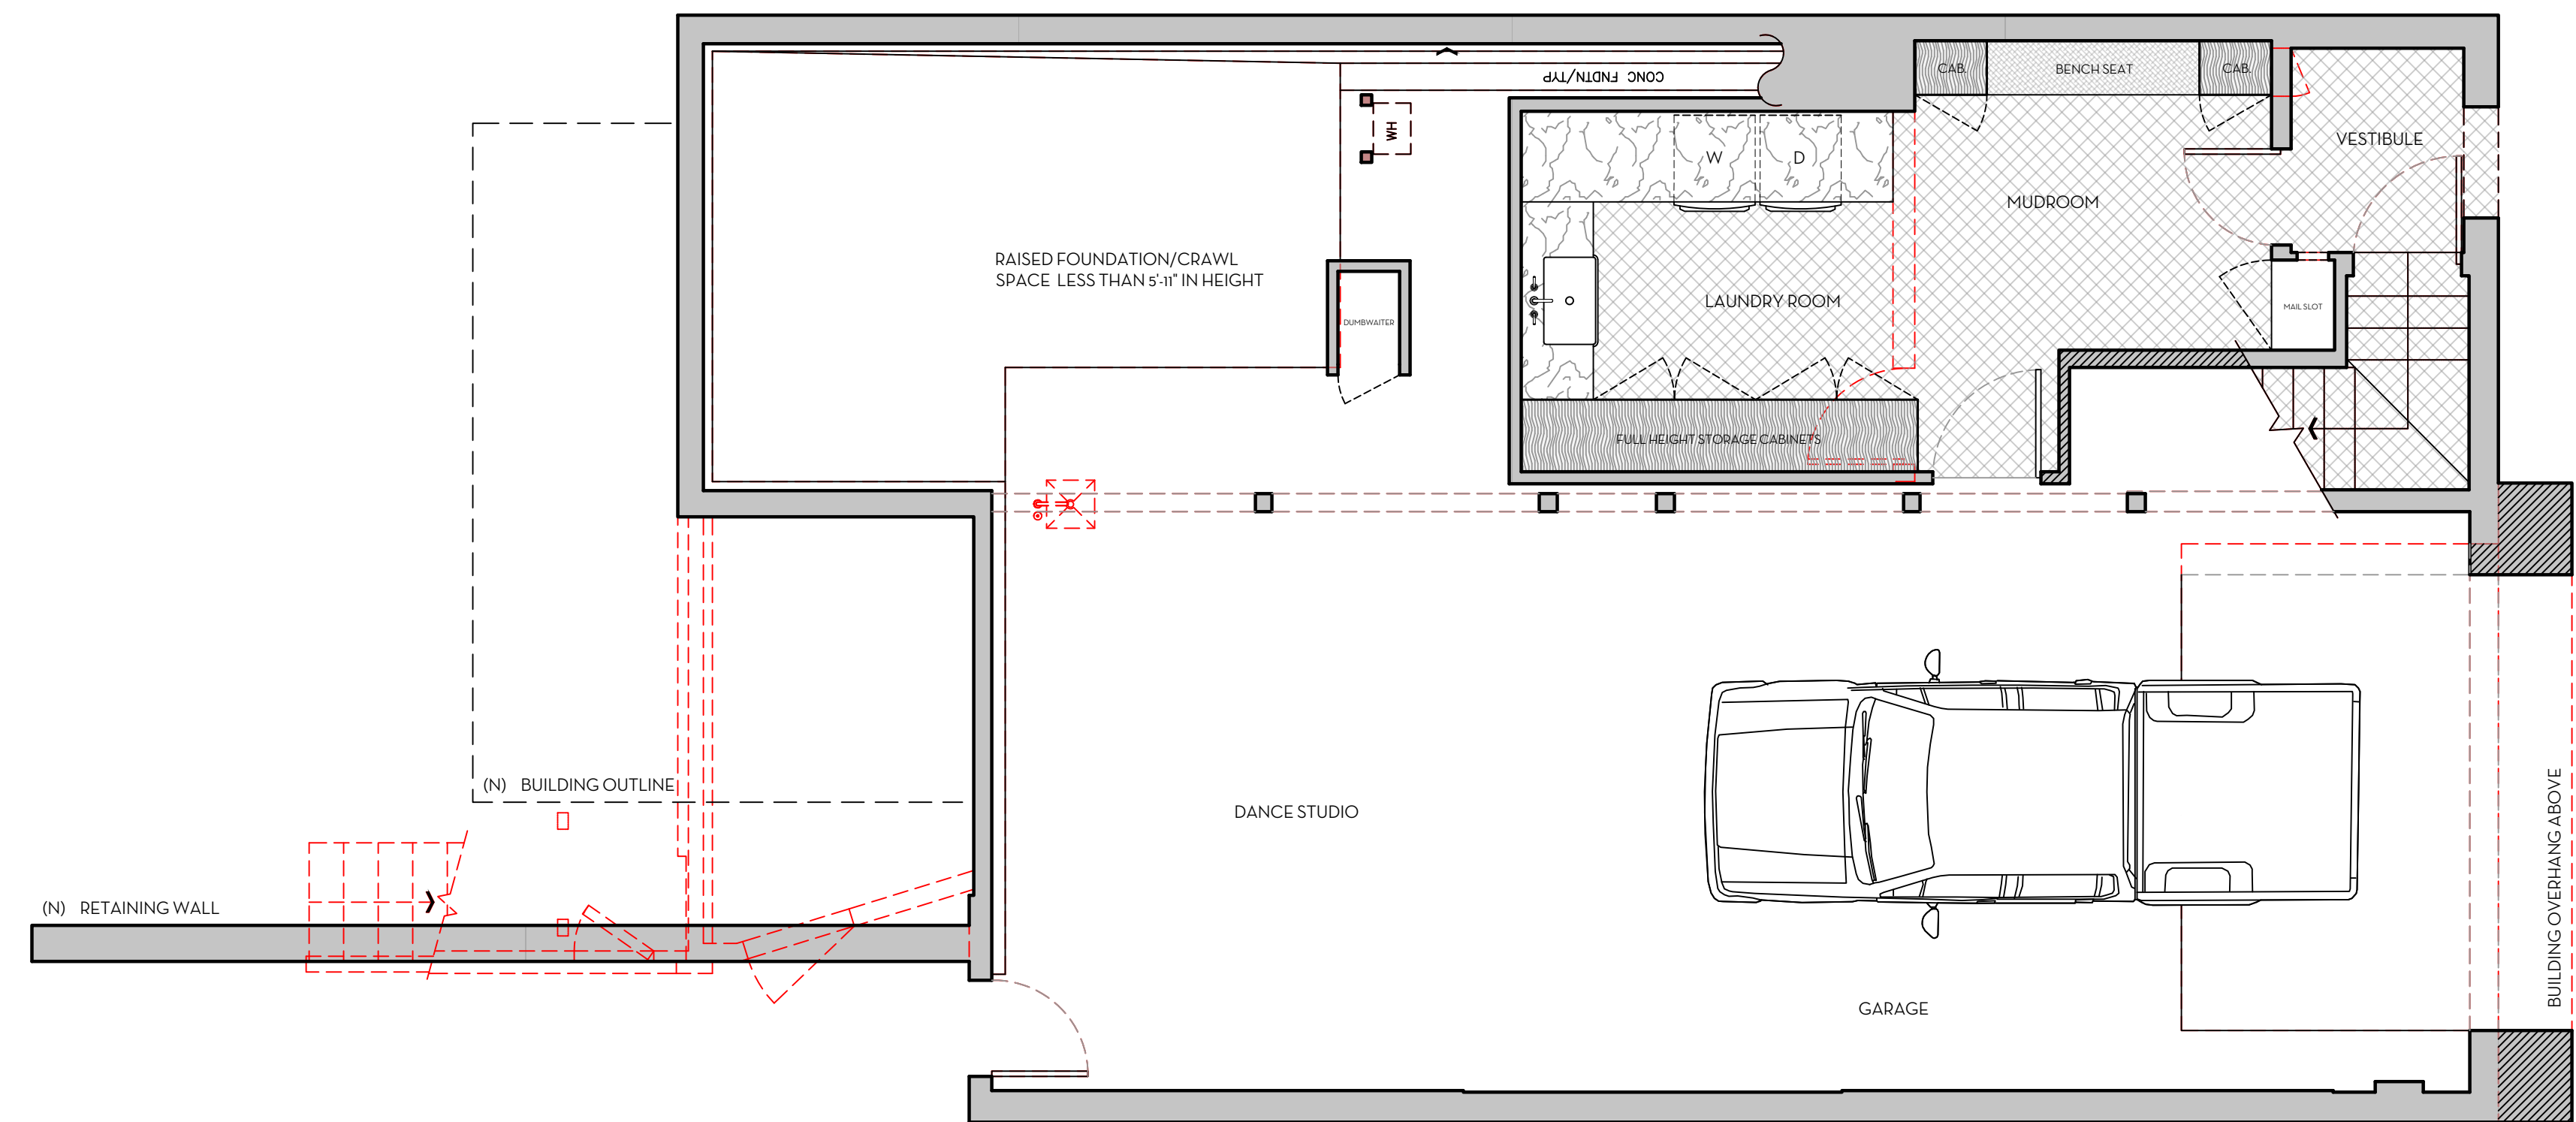 CONC FNDTN/TYP
CAB.
BENCH SEAT
CAB.
WH
W
D
VESTIBULE
MUDROOM
RAISED FOUNDATION/CRAWL
SPACE LESS THAN 5'-11" IN HEIGHT
LAUNDRY ROOM
MAIL SLOT
DUMBWAITER
FULL HEIGHT STORAGE CABINETS
(N) BUILDING OUTLINE
DANCE STUDIO
BUILDING OVERHANG ABOVE
(N) RETAINING WALL
GARAGE